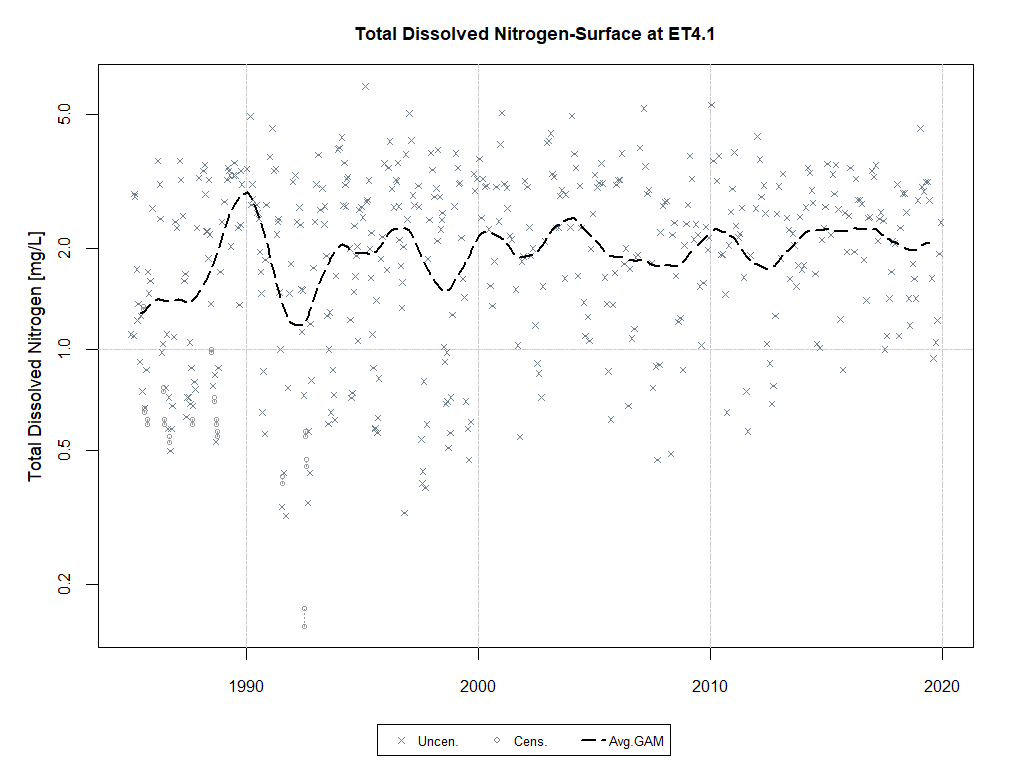 Total Dissolved Nitrogen-Surface at ET4.1
Total Dissolved Nitrogen [mg/L]
5.0
2.0
1.0
0.5
0.2
1990 2000 2010 2020
Uncen. Cens. Avg.GAM